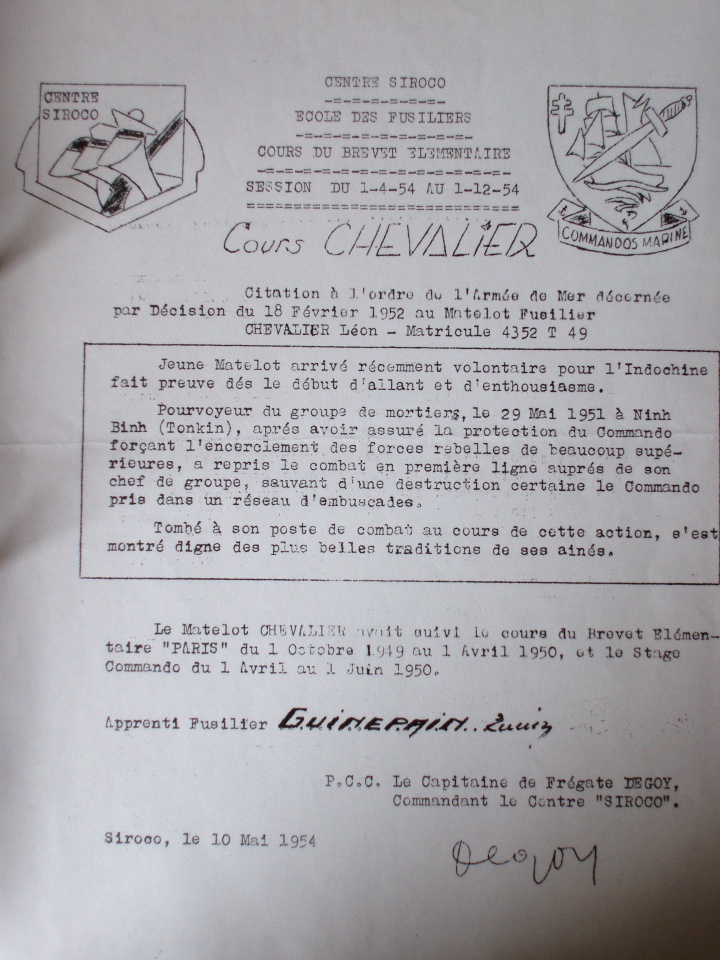 CENTRE
SIROCO
CENTRE SIROCO
-=-=-=-=-=-=-
ECOLE DES FUSILIERS
-=-=-=-=-=-=-=-=-=-
COURS DU BREVET ELEMENTAIRE
-=-=-=-=-=-=-=-=-=-=-=-=-=-
SESSION DU 1-4-54 AU 1-12-54
============================
COMMANDOS MARINE
Cours CHEVALIER
Citation à l'ordre de l'Armée de Mer décernée
par Décision du 18 Février 1952 au Matelot Fusilier
CHEVALIER Léon - Matricule 4352 T 49
Jeune Matelot arrivé récemment volontaire pour l'Indochine
fait preuve dés le début d'allant et d'enthousiasme.
Pourvoyeur du groupe de mortiers, le 29 Mai 1951 à Ninh
Binh (Tonkin), aprés avoir assuré la protection du Commando
forçant l'encerclement des forces rebelles de beaucoup supé-
rieures, a repris le combat en première ligne auprés de son
chef de groupe, sauvant d'une destruction certaine le Commando
pris dans un réseau d'embuscades.
Tombé à son poste de combat au cours de cette action, s'est
montré digne des plus belles traditions de ses ainés.
Le Matelot CHEVALIER avait suivi le cours du Brevet Elémen-
taire "PARIS" du 1 Octobre 1949 au 1 Avril 1950, et le Stage
Commando du 1 Avril au 1 Juin 1950.
Apprenti Fusilier GUINEPAIN
P.C.C. Le Capitaine de Frégate DEGOY,
Commandant le Centre "SIROCO".
Siroco, le 10 Mai 1954
Degoy